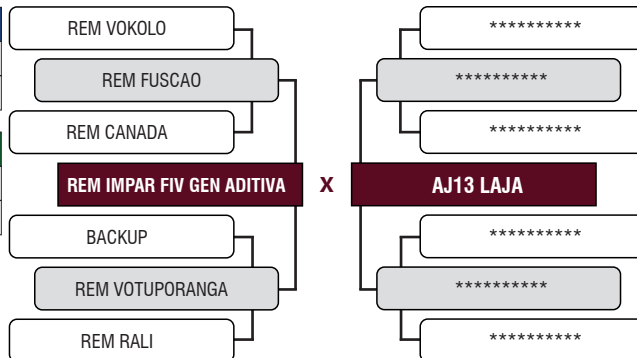 REM VOKOLO
**********
REM FUSCAO
**********
REM CANADA
**********
REM IMPAR FIV GEN ADITIVA X AJ13 LAJA
BACKUP
**********
REM VOTUPORANGA
**********
REM RALI
**********